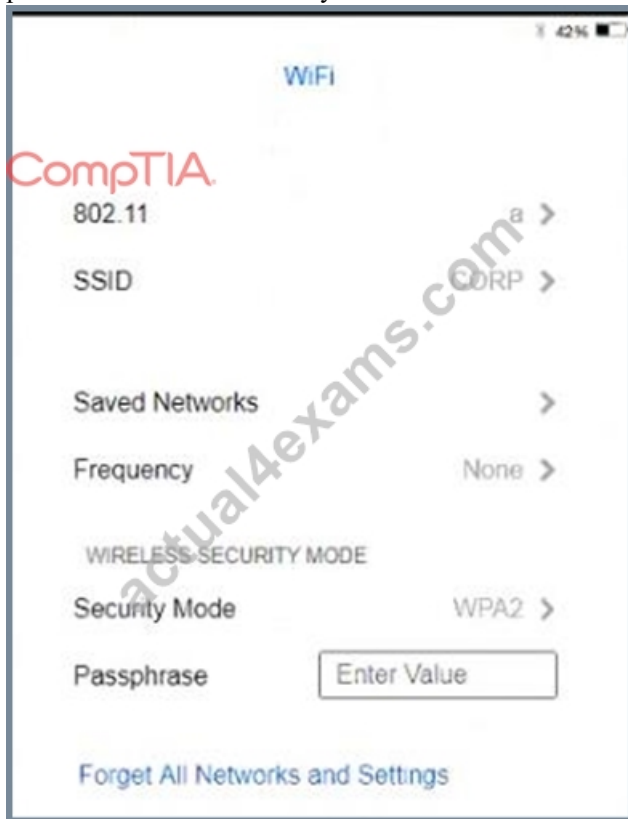 42%
WiFi
CompTIA.
802.11 a >
SSID CORP >
Saved Networks >
Frequency None >
WIRELESS SECURITY MODE
Security Mode WPA2 >
Passphrase Enter Value
Forget All Networks and Settings
actual4exams.com